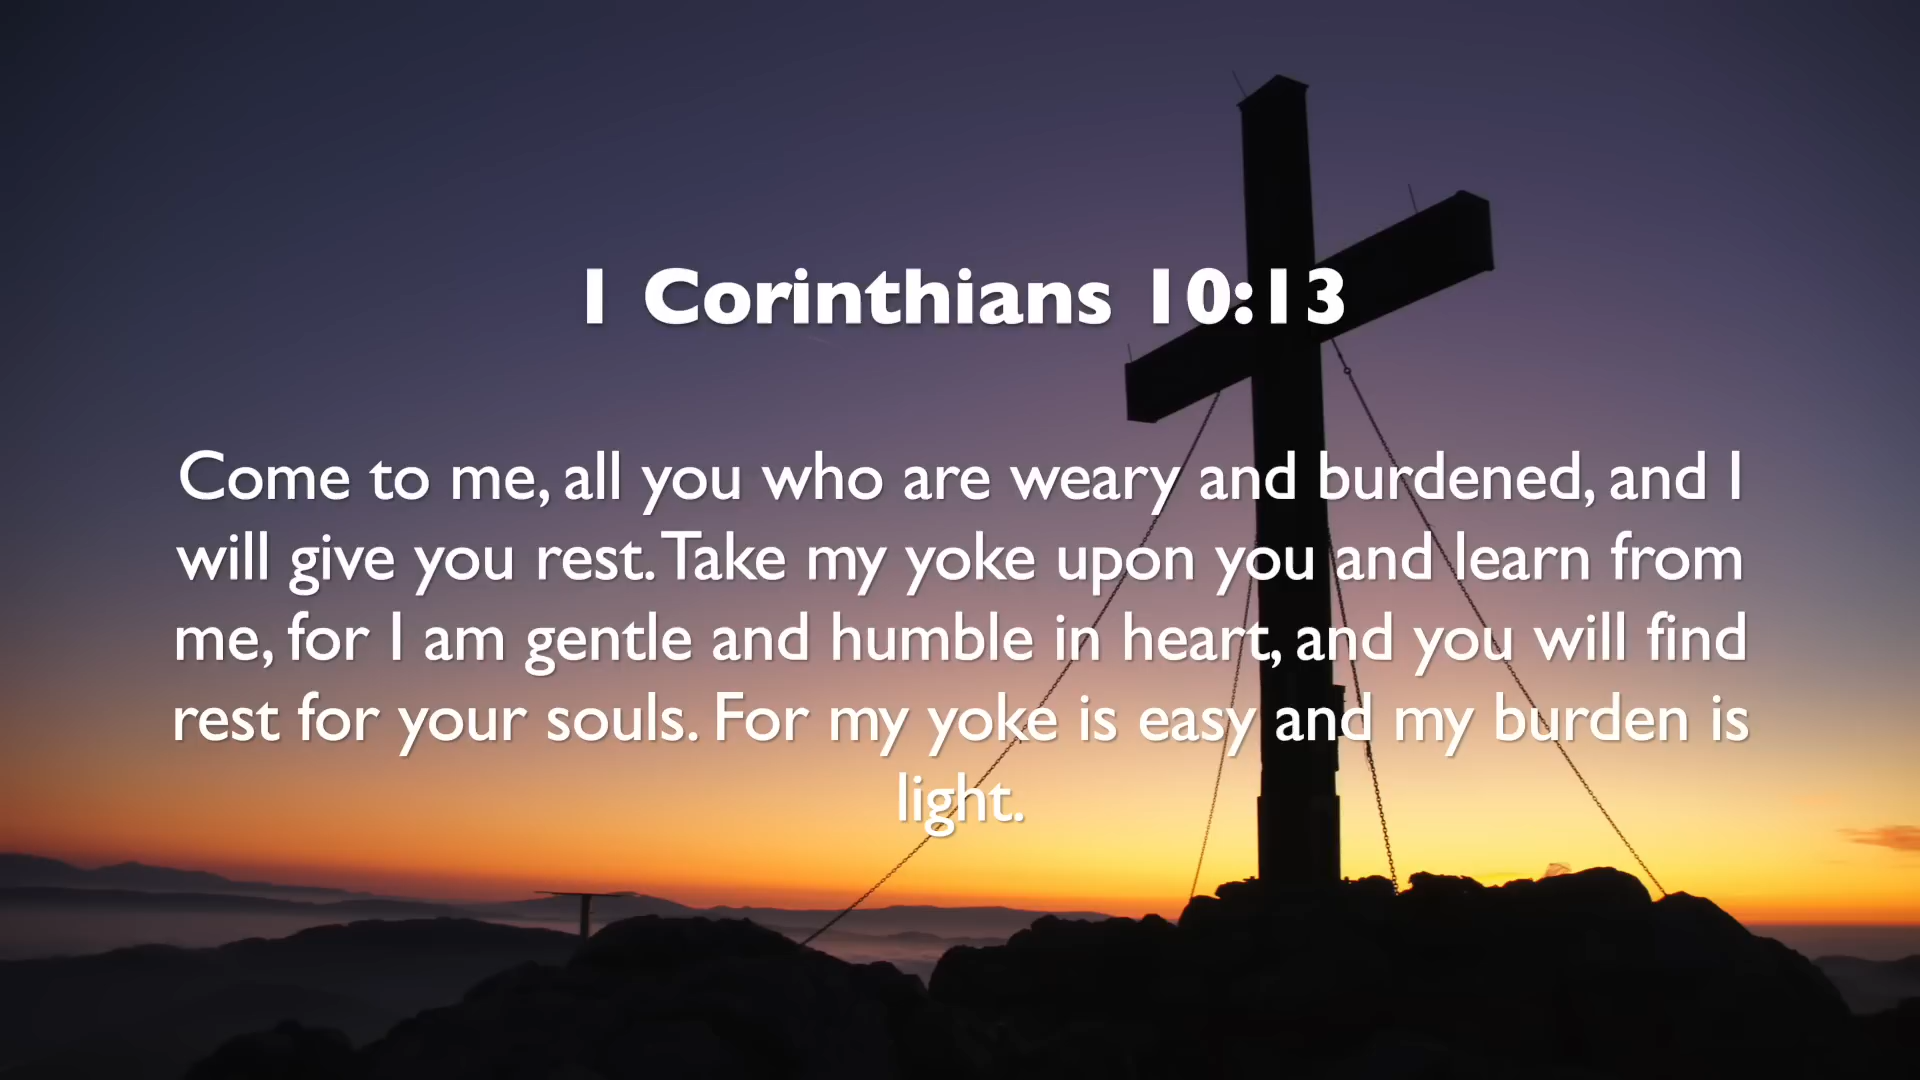 1 Corinthians 10:13
Come to me, all you who are weary and burdened, and I
will give you rest. Take my yoke upon you and learn from
me, for I am gentle and humble in heart, and you will find
rest for your souls. For my yoke is easy and my burden is
light.